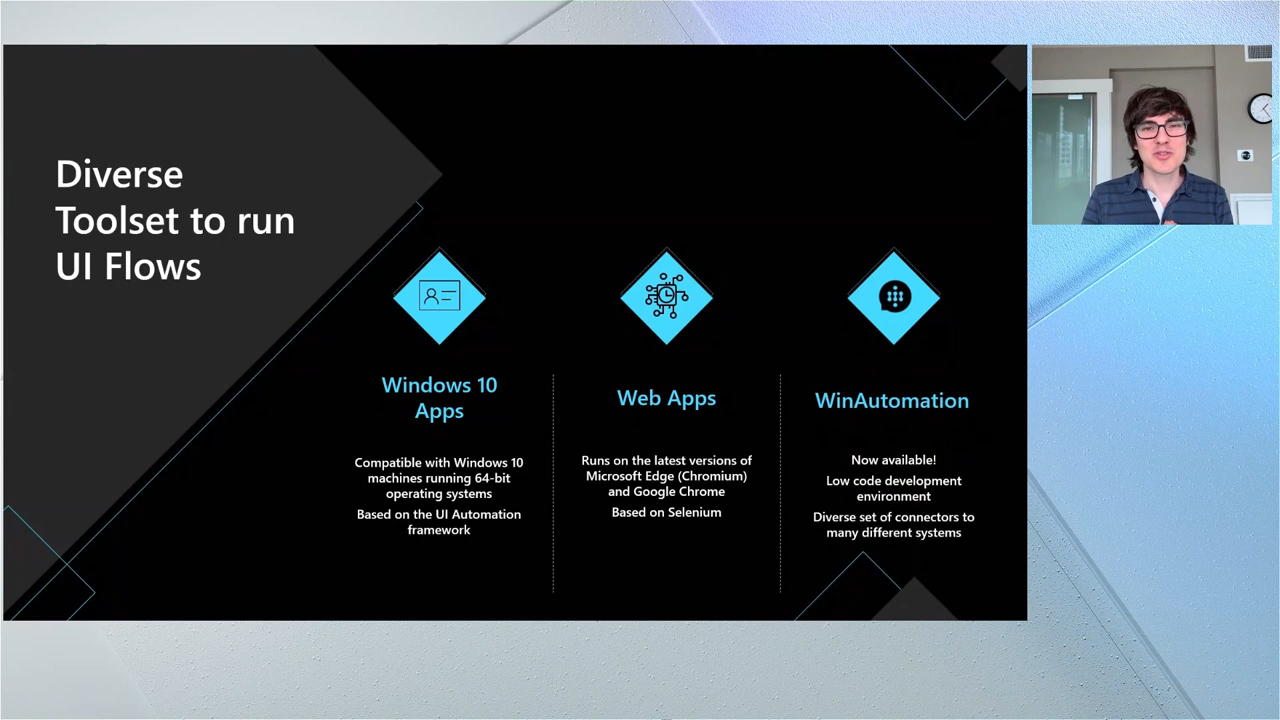 Diverse
Toolset to run
UI Flows
Windows 10
Apps
Compatible with Windows 10
machines running 64-bit
operating systems
Based on the UI Automation
framework
Web Apps
Runs on the latest versions of
Microsoft Edge (Chromium)
and Google Chrome
Based on Selenium
WinAutomation
Now available!
Low code development
environment
Diverse set of connectors to
many different systems